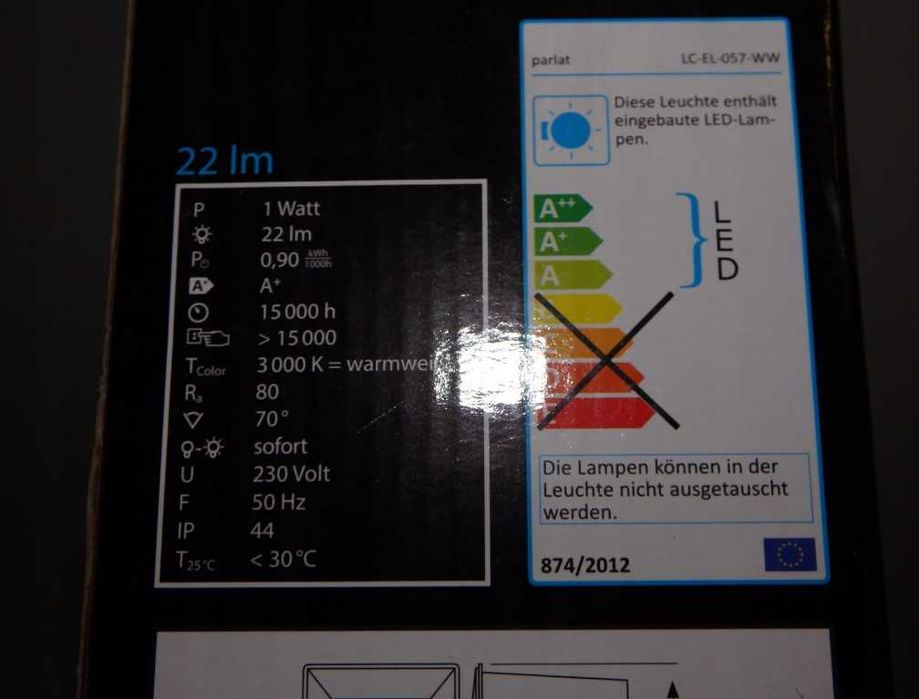 22 lm
P 1 Watt
22 lm
P 0,90 kWh/1000h
A+ A+
15 000 h
> 15 000
TColor 3 000 K = warmwei
Ra 80
70°
sofort
U 230 Volt
F 50 Hz
IP 44
T25°C < 30 °C
parlat LC-EL-057-WW
Diese Leuchte enthält
eingebaute LED-Lam-
pen.
A++
A+
A
L
E
D
Die Lampen können in der
Leuchte nicht ausgetauscht
werden.
874/2012